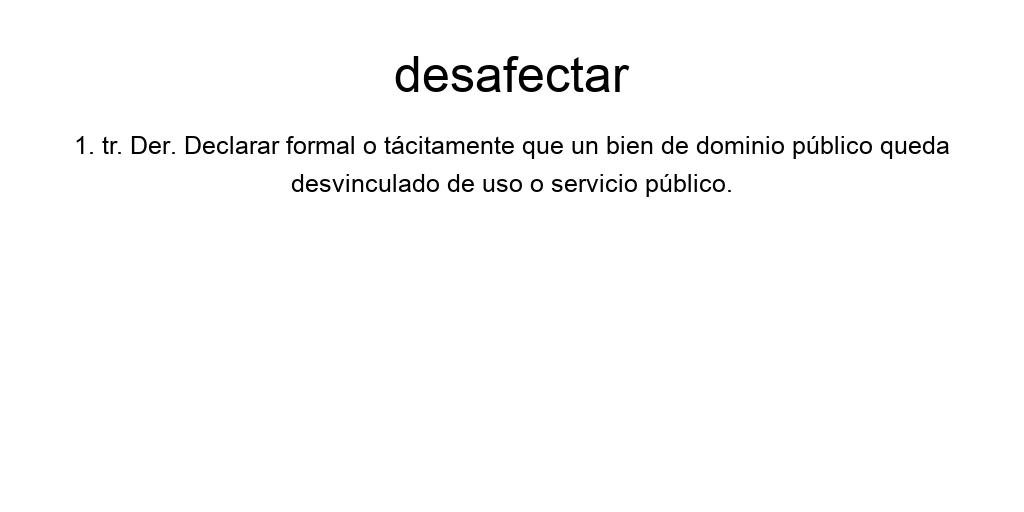 desafectar
1. tr. Der. Declarar formal o tácitamente que un bien de dominio público queda
desvinculado de uso o servicio público.